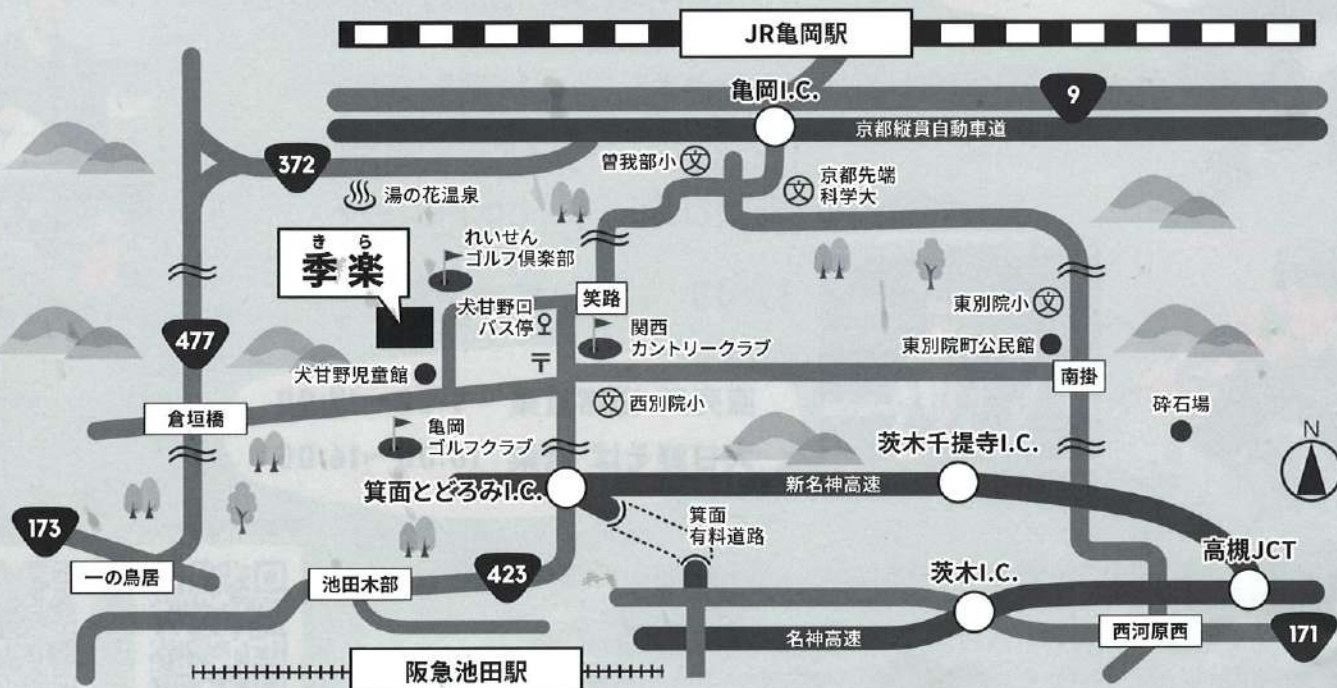 JR亀岡駅
亀岡I.C.
9
京都縦貫自動車道
372
曽我部小
文
文
京都先端
科学大
湯の花温泉
きら
季楽
れいせん
ゴルフ倶楽部
犬甘野口
バス停
笑路
関西
カントリークラブ
東別院小
文
東別院町公民館
477
犬甘野児童館
南掛
倉垣橋
文
西別院小
砕石場
亀岡
ゴルフクラブ
茨木千提寺I.C.
N
箕面とどろみI.C.
新名神高速
173
箕面
有料道路
高槻JCT
一の鳥居
池田木部
423
茨木I.C.
名神高速
西河原西
171
阪急池田駅